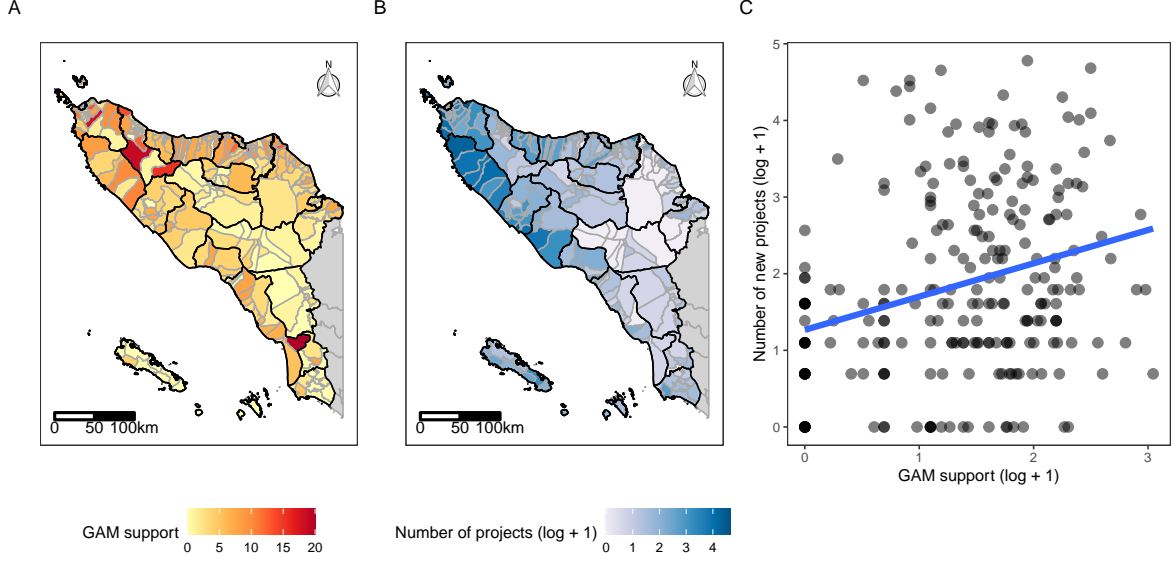 A
B
C
N
N
0 50 100km
0 50 100km
GAM support
0 5 10 15 20
Number of projects (log + 1)
0 1 2 3 4
Number of new projects (log + 1)
5
4
3
2
1
0
0 1 2 3
GAM support (log + 1)